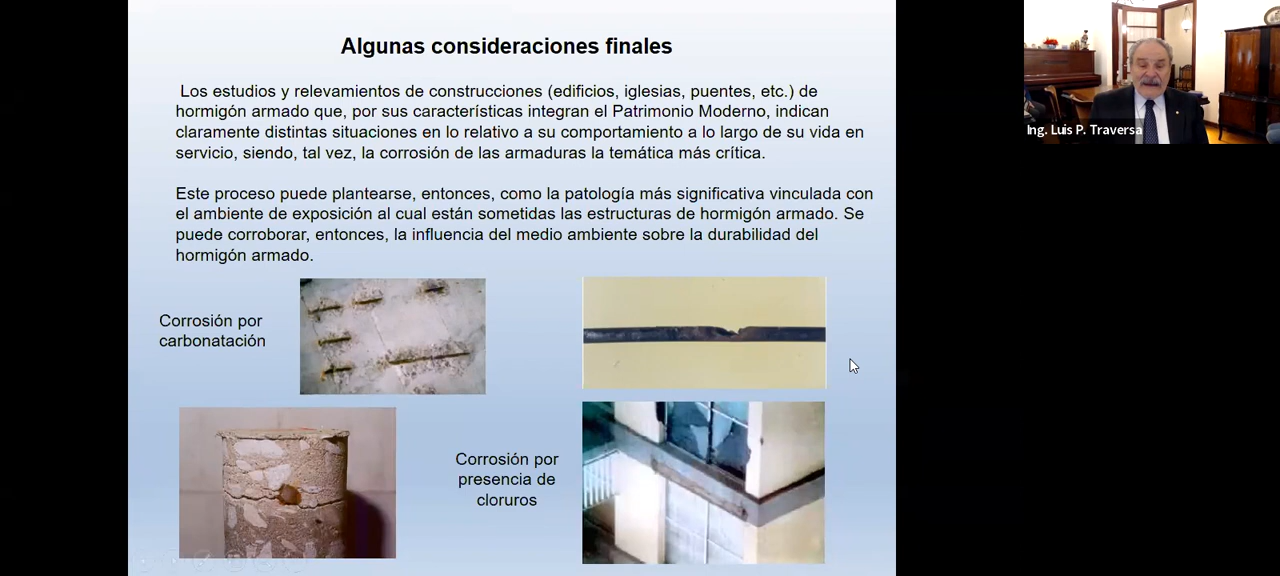 Algunas consideraciones finales
Los estudios y relevamientos de construcciones (edificios, iglesias, puentes, etc.) de
hormigón armado que, por sus características integran el Patrimonio Moderno, indican
claramente distintas situaciones en lo relativo a su comportamiento a lo largo de su vida en
servicio, siendo, tal vez, la corrosión de las armaduras la temática más crítica.
Este proceso puede plantearse, entonces, como la patología más significativa vinculada con
el ambiente de exposición al cual están sometidas las estructuras de hormigón armado. Se
puede corroborar, entonces, la influencia del medio ambiente sobre la durabilidad del
hormigón armado.
Corrosión por
carbonatación
Corrosión por
presencia de
cloruros
Ing. Luis P. Traversa